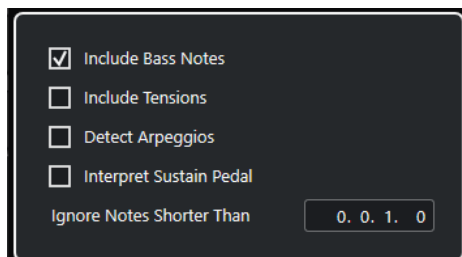 Include Bass Notes
Include Tensions
Detect Arpeggios
Interpret Sustain Pedal
Ignore Notes Shorter Than 0. 0. 1. 0